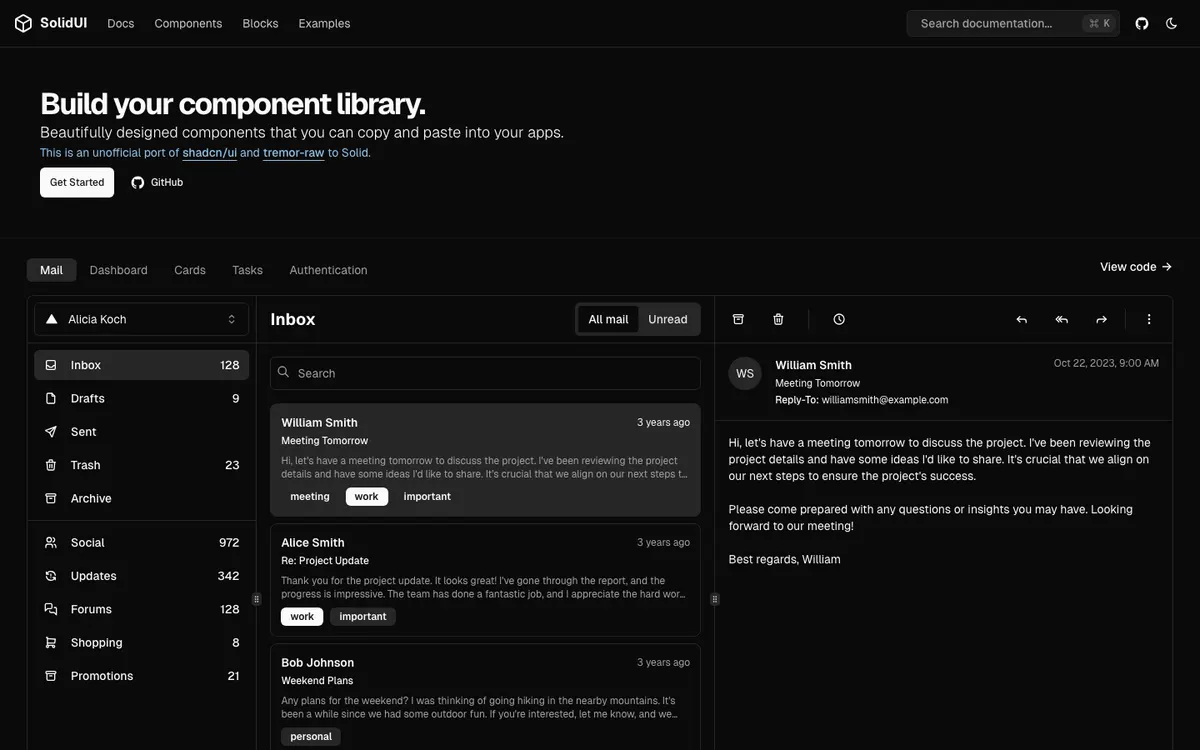 SolidUI Docs Components Blocks Examples Search documentation... ⌘ K
Build your component library.
Beautifully designed components that you can copy and paste into your apps.
This is an unofficial port of shadcn/ui and tremor-raw to Solid.
Get Started GitHub
Mail Dashboard Cards Tasks Authentication View code →
Alicia Koch
Inbox 128
Drafts 9
Sent
Trash 23
Archive
Social 972
Updates 342
Forums 128
Shopping 8
Promotions 21
Inbox All mail Unread
Search
William Smith 3 years ago
Meeting Tomorrow
Hi, let's have a meeting tomorrow to discuss the project. I've been reviewing the project
details and have some ideas I'd like to share. It's crucial that we align on our next steps t...
meeting work important
Alice Smith 3 years ago
Re: Project Update
Thank you for the project update. It looks great! I've gone through the report, and the
progress is impressive. The team has done a fantastic job, and I appreciate the hard wor...
work important
Bob Johnson 3 years ago
Weekend Plans
Any plans for the weekend? I was thinking of going hiking in the nearby mountains. It's
been a while since we had some outdoor fun. If you're interested, let me know, and we...
personal
WS
William Smith Oct 22, 2023, 9:00 AM
Meeting Tomorrow
Reply-To: williamsmith@example.com
Hi, let's have a meeting tomorrow to discuss the project. I've been reviewing the
project details and have some ideas I'd like to share. It's crucial that we align on
our next steps to ensure the project's success.
Please come prepared with any questions or insights you may have. Looking
forward to our meeting!
Best regards, William